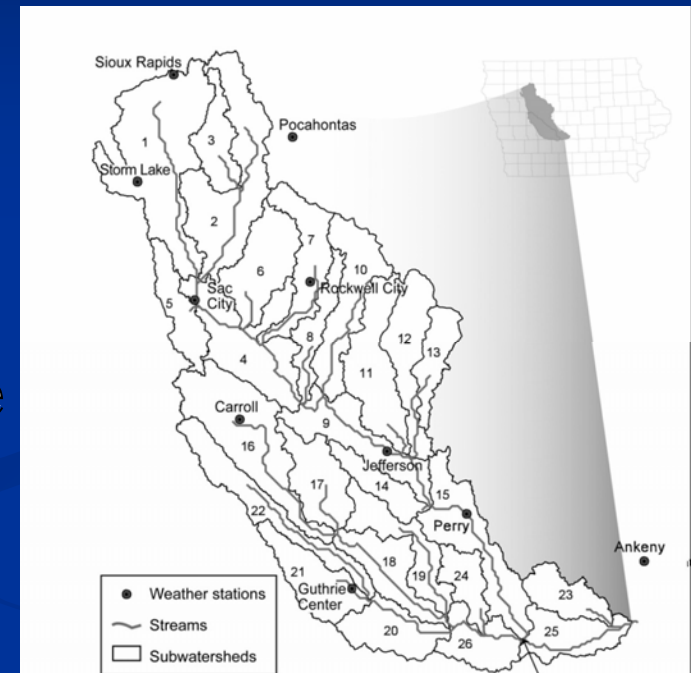 Sioux Rapids
Pocahontas
1
3
Storm Lake
2
7
10
6
Rockwell City
Sac
City
5
8
12
13
4
11
Carroll
9
16
Jefferson
14
17
15
22
Perry
Ankeny
18
19
24
23
21
Guthrie
Center
20
26
25
Weather stations
Streams
Subwatersheds
e